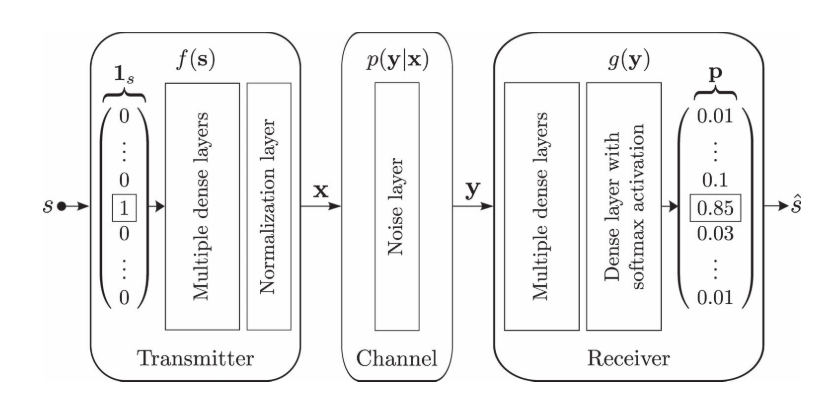 f(s)
p(y|x)
g(y)
1ₛ
p
0
⋮
0
1
0
⋮
0
s
Multiple dense layers
Normalization layer
x
Noise layer
y
Multiple dense layers
Dense layer with
softmax activation
0.01
⋮
0.1
0.85
0.03
⋮
0.01
ŝ
Transmitter
Channel
Receiver